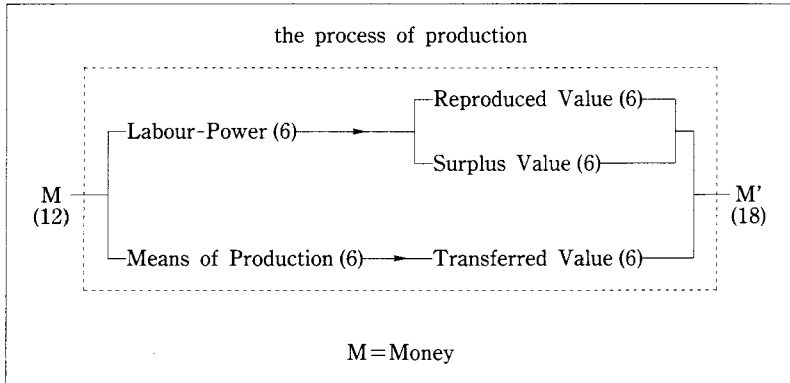 the process of production
Reproduced Value (6)
Labour-Power (6)
Surplus Value (6)
M
(12)
M'
(18)
Means of Production (6)
Transferred Value (6)
M=Money